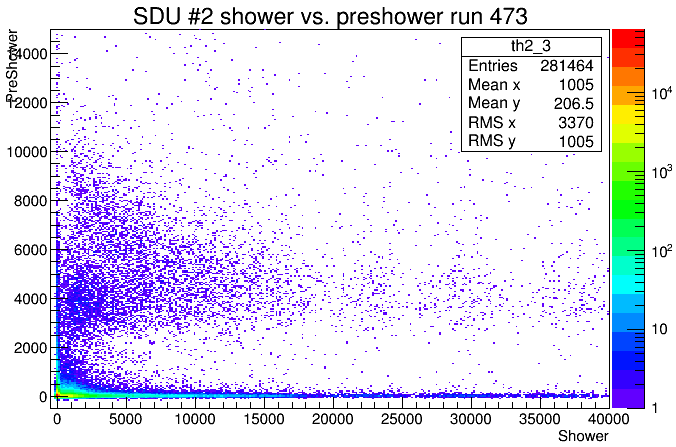 SDU #2 shower vs. preshower run 473
PreShower
14000
12000
10000
8000
6000
4000
2000
0
th2_3
Entries 281464
Mean x 1005
Mean y 206.5
RMS x 3370
RMS y 1005
10⁴
10³
10²
10
1
0 5000 10000 15000 20000 25000 30000 35000 40000
Shower